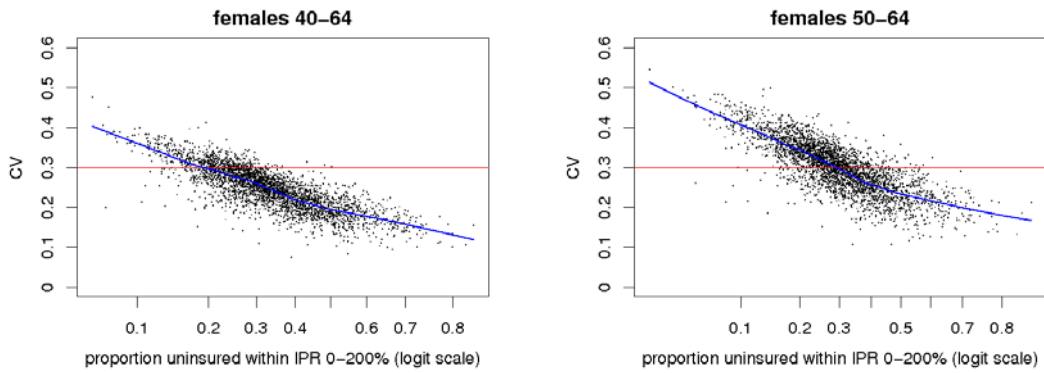 females 40−64
CV
0.6
0.5
0.4
0.3
0.2
0.1
0
0.1 0.2 0.3 0.4 0.6 0.7 0.8
proportion uninsured within IPR 0−200% (logit scale)
females 50−64
CV
0.6
0.5
0.4
0.3
0.2
0.1
0
0.1 0.2 0.3 0.5 0.7 0.8
proportion uninsured within IPR 0−200% (logit scale)